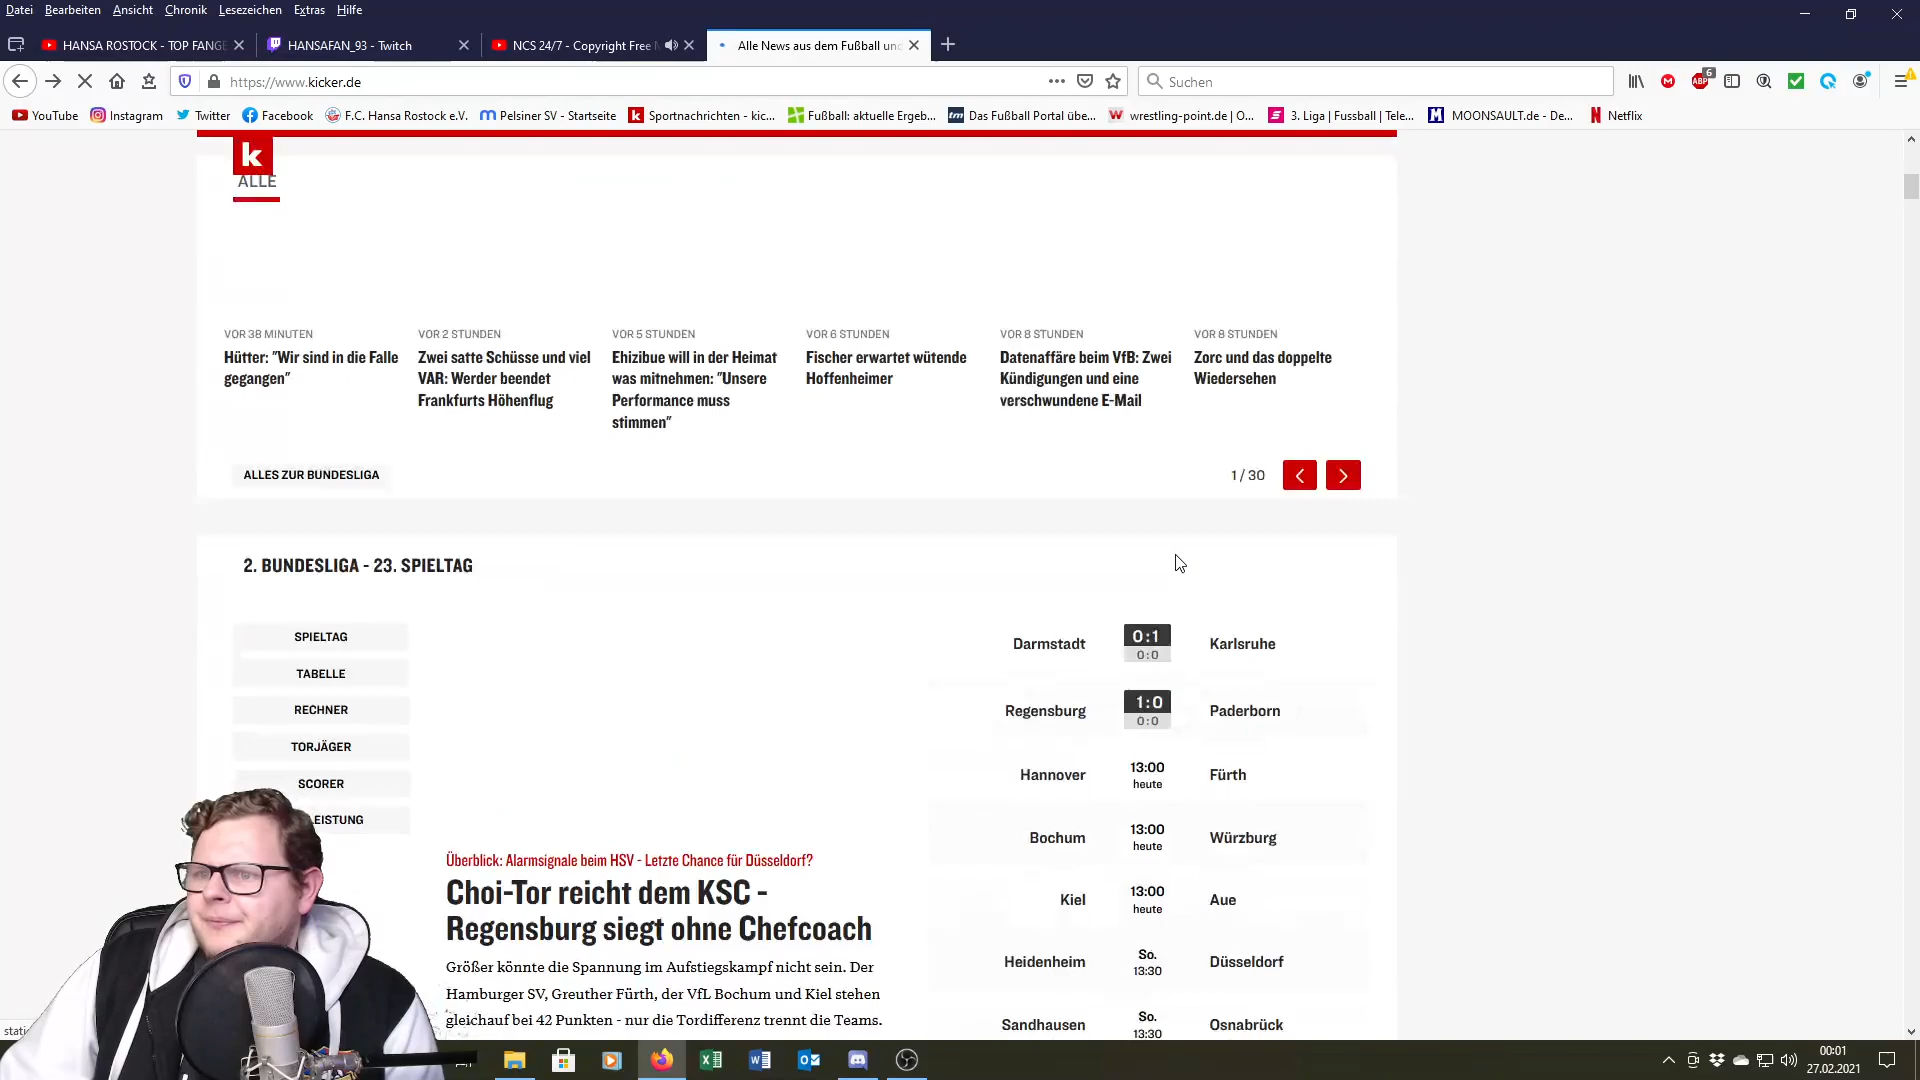 Datei Bearbeiten Ansicht Chronik Lesezeichen Extras Hilfe
HANSA ROSTOCK - TOP FANGE HANSAFAN_93 - Twitch NCS 24/7 - Copyright Free Alle News aus dem Fußball und
https://www.kicker.de Suchen 6
YouTube Instagram Twitter Facebook F.C. Hansa Rostock e.V. Pelsiner SV - Startseite Sportnachrichten - kic... Fußball: aktuelle Ergeb... Das Fußball Portal übe... wrestling-point.de | O... 3. Liga | Fussball | Tele... MOONSAULT.de - De... Netflix
k
ALLE
VOR 38 MINUTEN
Hütter: "Wir sind in die Falle
gegangen"
VOR 2 STUNDEN
Zwei satte Schüsse und viel
VAR: Werder beendet
Frankfurts Höhenflug
VOR 5 STUNDEN
Ehizibue will in der Heimat
was mitnehmen: "Unsere
Performance muss
stimmen"
VOR 6 STUNDEN
Fischer erwartet wütende
Hoffenheimer
VOR 8 STUNDEN
Datenaffäre beim VfB: Zwei
Kündigungen und eine
verschwundene E-Mail
VOR 8 STUNDEN
Zorc und das doppelte
Wiedersehen
ALLES ZUR BUNDESLIGA
1 / 30
2. BUNDESLIGA - 23. SPIELTAG
SPIELTAG
TABELLE
RECHNER
TORJÄGER
SCORER
LEISTUNG
Überblick: Alarmsignale beim HSV - Letzte Chance für Düsseldorf?
Choi-Tor reicht dem KSC -
Regensburg siegt ohne Chefcoach
Größer könnte die Spannung im Aufstiegskampf nicht sein. Der
Hamburger SV, Greuther Fürth, der VfL Bochum und Kiel stehen
gleichauf bei 42 Punkten - nur die Tordifferenz trennt die Teams.
Darmstadt 0:1 Karlsruhe
0:0
Regensburg 1:0 Paderborn
0:0
Hannover 13:00 Fürth
heute
Bochum 13:00 Würzburg
heute
Kiel 13:00 Aue
heute
Heidenheim So. Düsseldorf
13:30
Sandhausen So. Osnabrück
13:30
00:01
27.02.2021